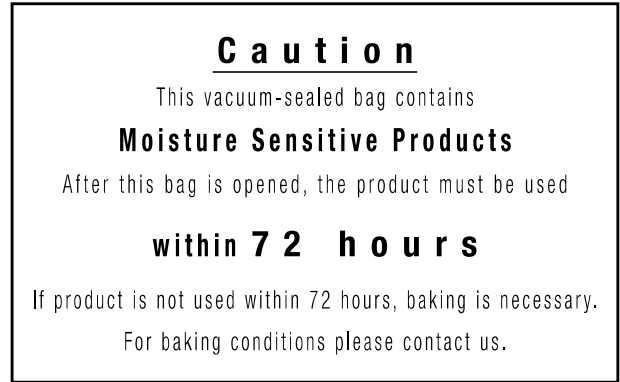 Caution
This vacuum-sealed bag contains
Moisture Sensitive Products
After this bag is opened, the product must be used
within 72 hours
If product is not used within 72 hours, baking is necessary.
For baking conditions please contact us.